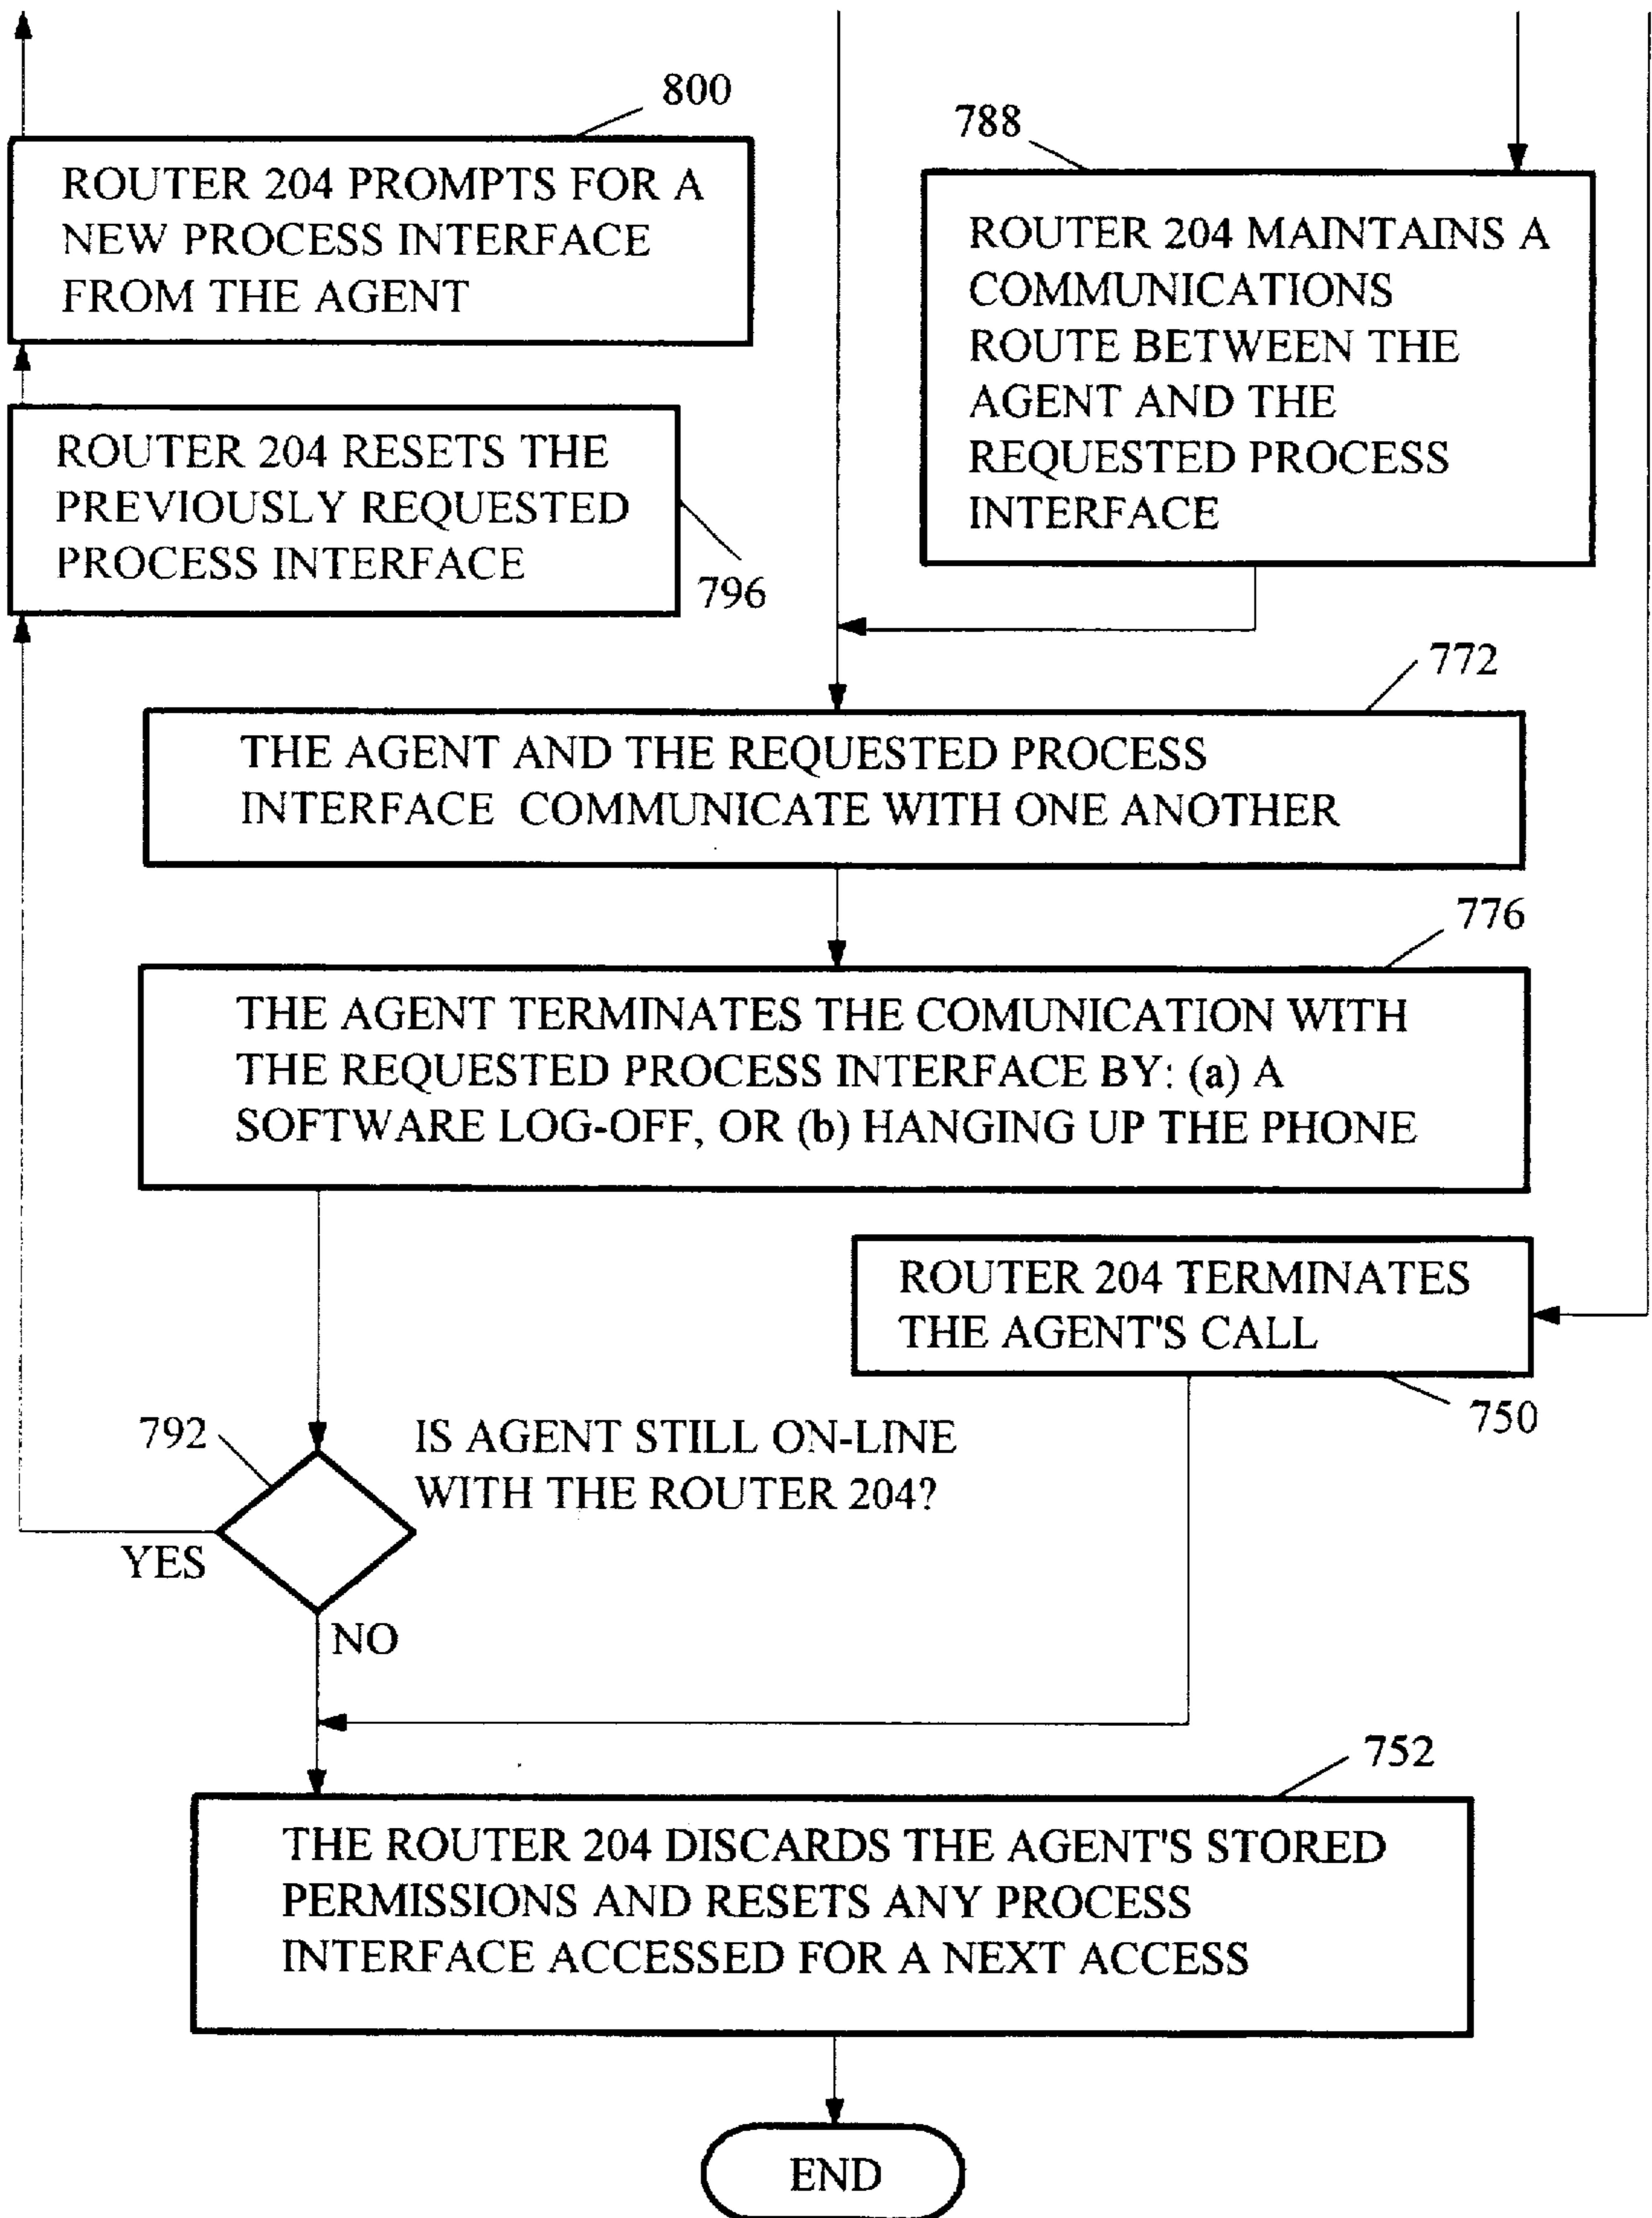 800
ROUTER 204 PROMPTS FOR A
NEW PROCESS INTERFACE
FROM THE AGENT
788
ROUTER 204 MAINTAINS A
COMMUNICATIONS
ROUTE BETWEEN THE
AGENT AND THE
REQUESTED PROCESS
INTERFACE
ROUTER 204 RESETS THE
PREVIOUSLY REQUESTED
PROCESS INTERFACE
796
772
THE AGENT AND THE REQUESTED PROCESS
INTERFACE COMMUNICATE WITH ONE ANOTHER
776
THE AGENT TERMINATES THE COMUNICATION WITH
THE REQUESTED PROCESS INTERFACE BY: (a) A
SOFTWARE LOG-OFF, OR (b) HANGING UP THE PHONE
ROUTER 204 TERMINATES
THE AGENT'S CALL
750
792
IS AGENT STILL ON-LINE
WITH THE ROUTER 204?
YES
NO
752
THE ROUTER 204 DISCARDS THE AGENT'S STORED
PERMISSIONS AND RESETS ANY PROCESS
INTERFACE ACCESSED FOR A NEXT ACCESS
END